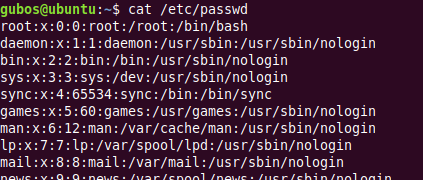 gubos@ubuntu:~$ cat /etc/passwd
root:x:0:0:root:/root:/bin/bash
daemon:x:1:1:daemon:/usr/sbin:/usr/sbin/nologin
bin:x:2:2:bin:/bin:/usr/sbin/nologin
sys:x:3:3:sys:/dev:/usr/sbin/nologin
sync:x:4:65534:sync:/bin:/bin/sync
games:x:5:60:games:/usr/games:/usr/sbin/nologin
man:x:6:12:man:/var/cache/man:/usr/sbin/nologin
lp:x:7:7:lp:/var/spool/lpd:/usr/sbin/nologin
mail:x:8:8:mail:/var/mail:/usr/sbin/nologin
news:x:9:9:news:/var/spool/news:/usr/sbin/nologin